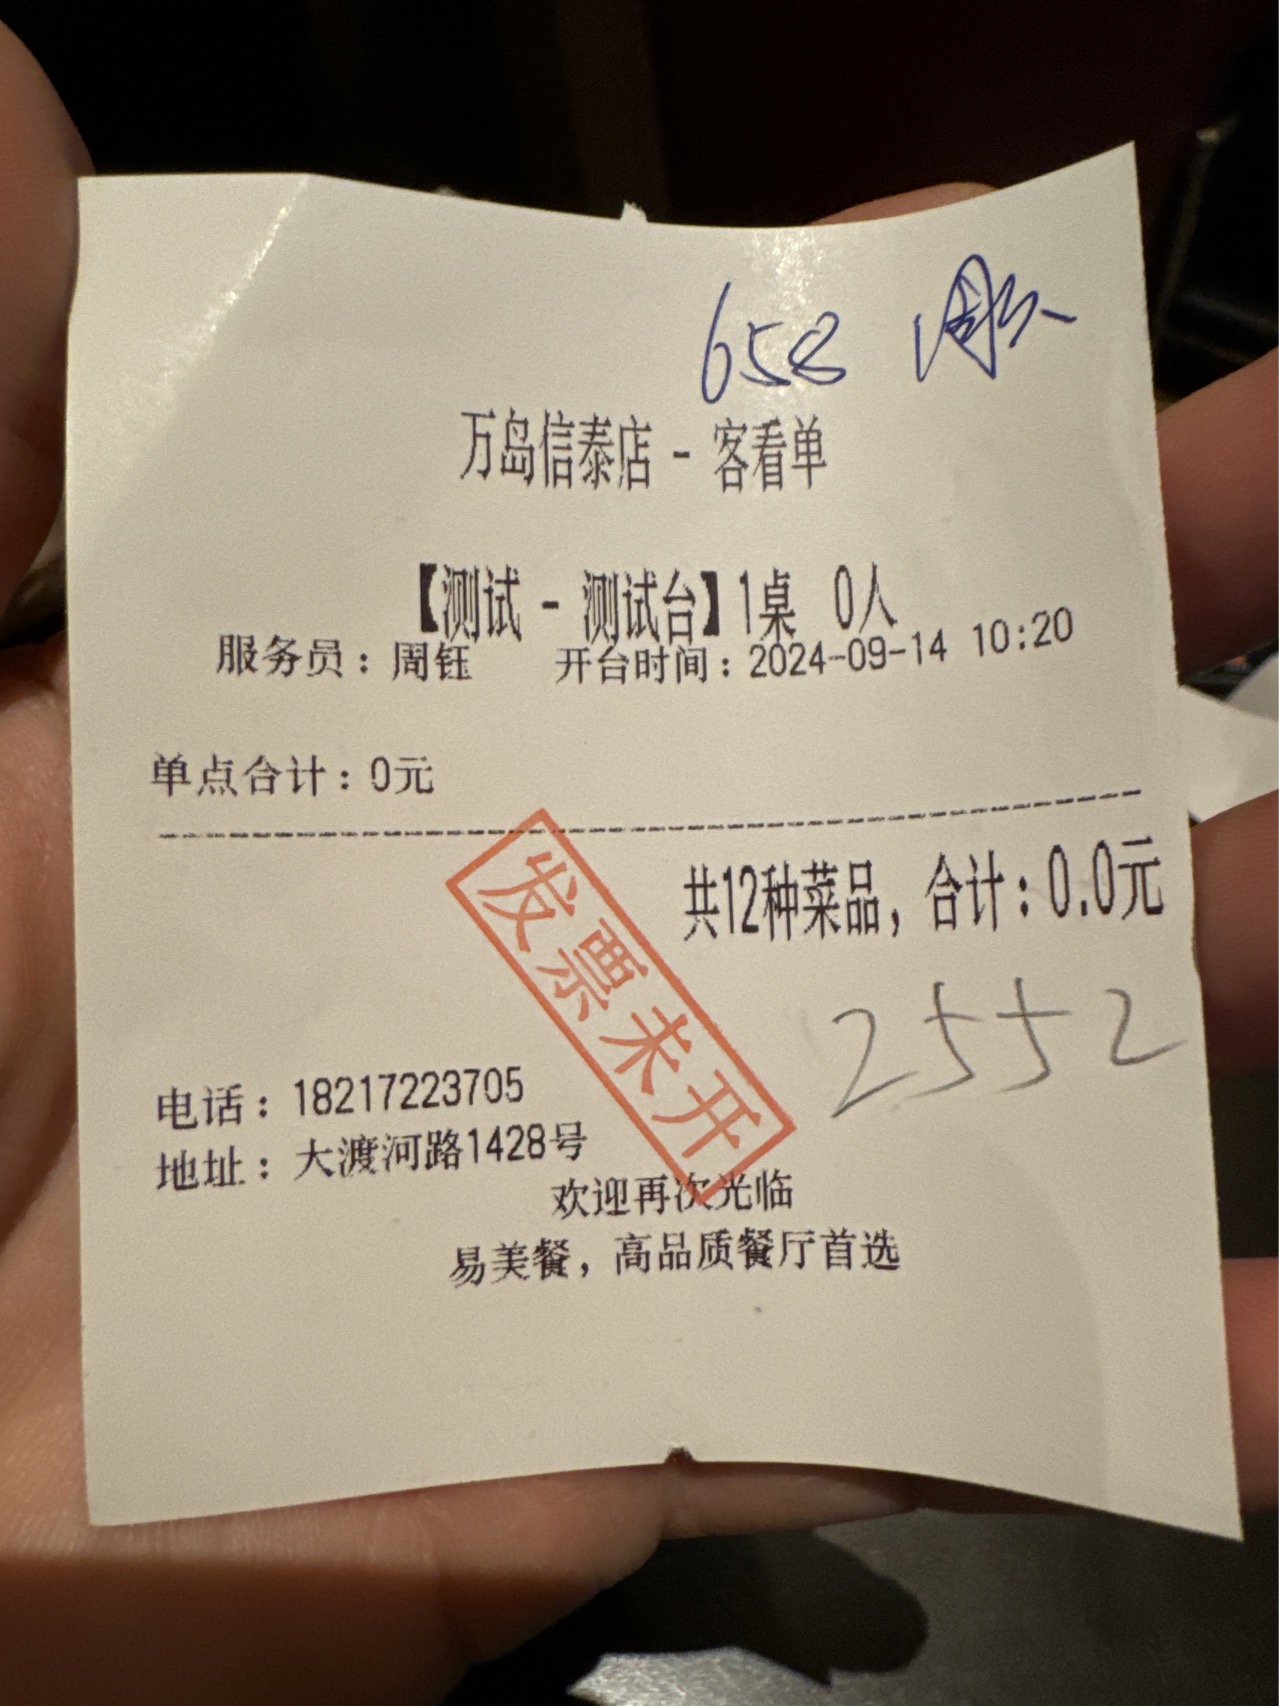 658
万岛信泰店 - 客看单
【测试 - 测试台】1桌 0人
服务员：周钰 开台时间：2024-09-14 10:20
单点合计：0元
共12种菜品，合计：0.0元
发票未开
2552
电话：18217223705
地址：大渡河路1428号
欢迎再次光临
易美餐，高品质餐厅首选